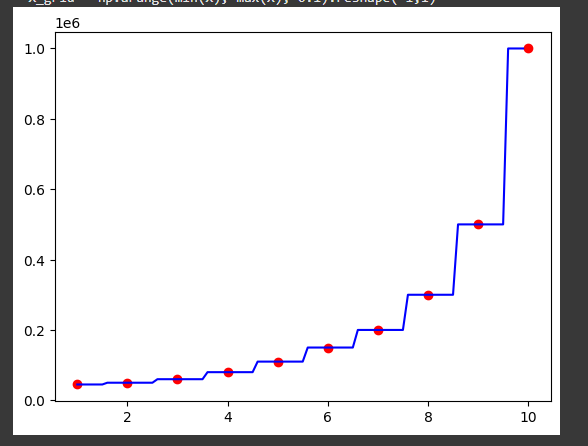 x_grid = np.arange(min(x), max(x), 0.1).reshape(-1,1)
1e6
1.0
0.8
0.6
0.4
0.2
0.0
2 4 6 8 10